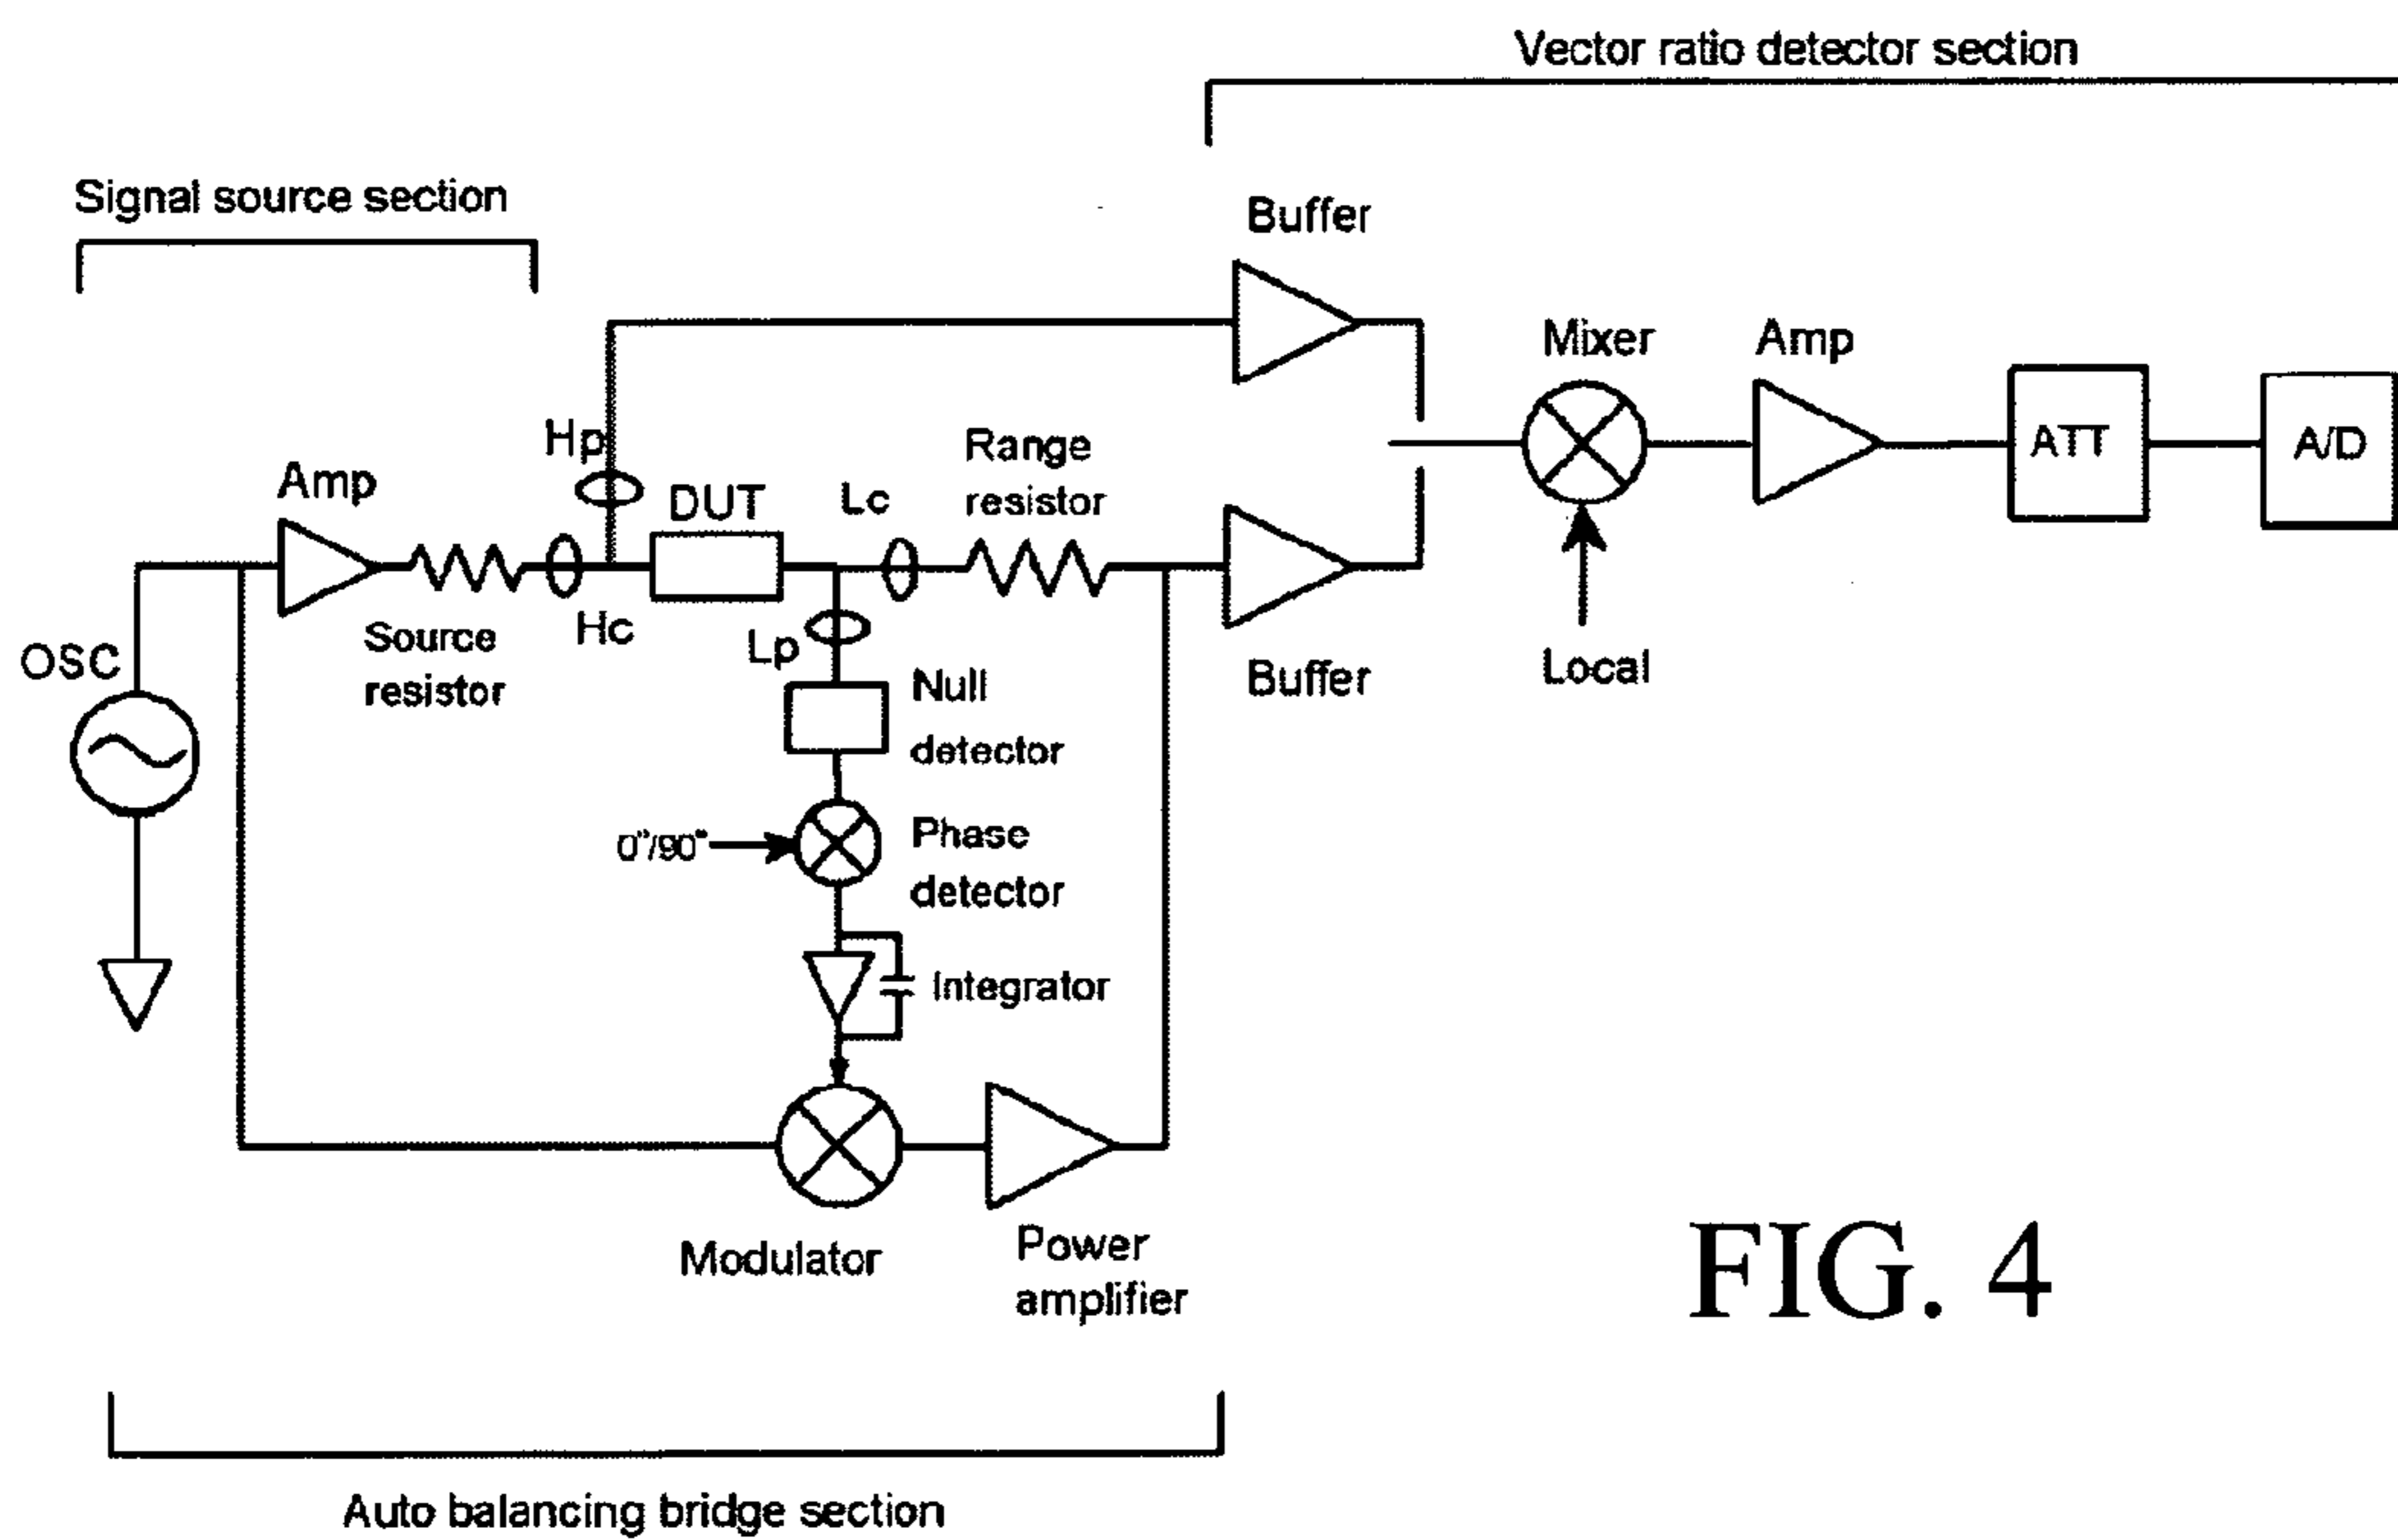 Vector ratio detector section
Signal source section
Buffer
Mixer
Amp
Hp
Range
resistor
Amp
DUT
Lc
ATT
A/D
Source
resistor
Hc
Lp
OSC
Null
detector
Buffer
Local
0°/90°
Phase
detector
Integrator
Modulator
Power
amplifier
FIG. 4
Auto balancing bridge section